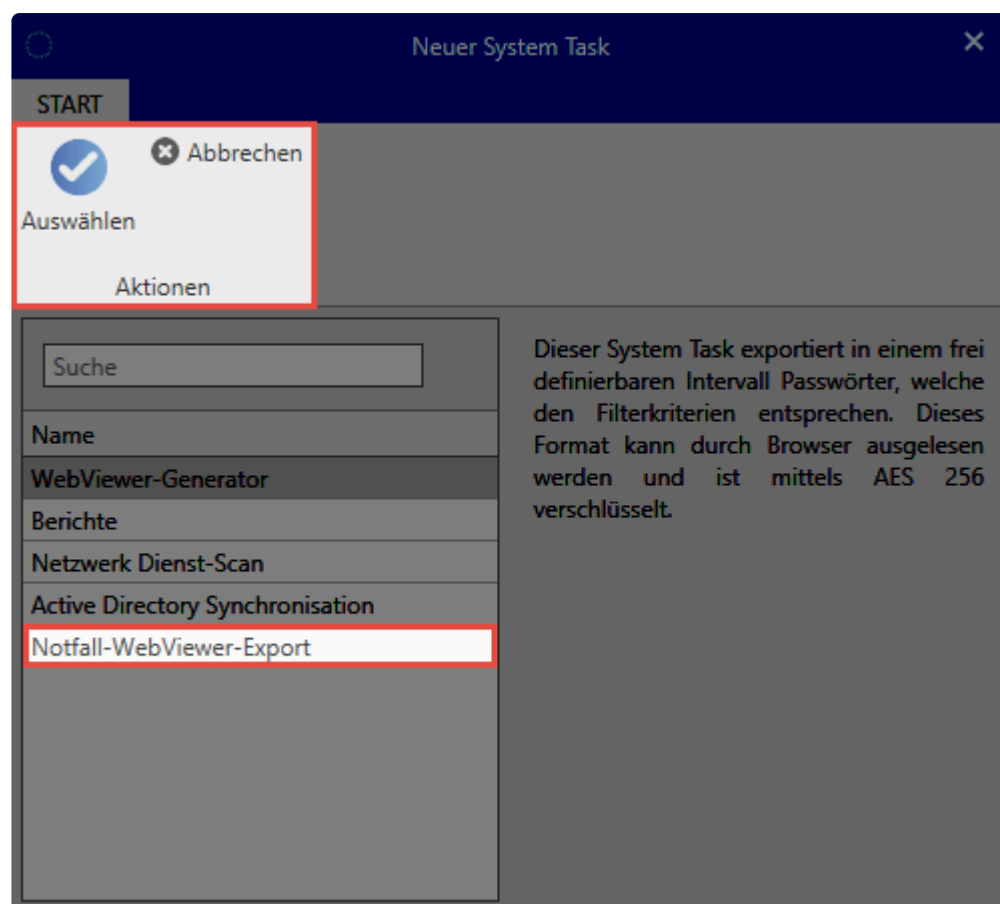 Neuer System Task
START
Abbrechen
Auswählen
Aktionen
Suche
Name
WebViewer-Generator
Berichte
Netzwerk Dienst-Scan
Active Directory Synchronisation
Notfall-WebViewer-Export
Dieser System Task exportiert in einem frei
definierbaren Intervall Passwörter, welche
den Filterkriterien entsprechen. Dieses
Format kann durch Browser ausgelesen
werden und ist mittels AES 256
verschlüsselt.